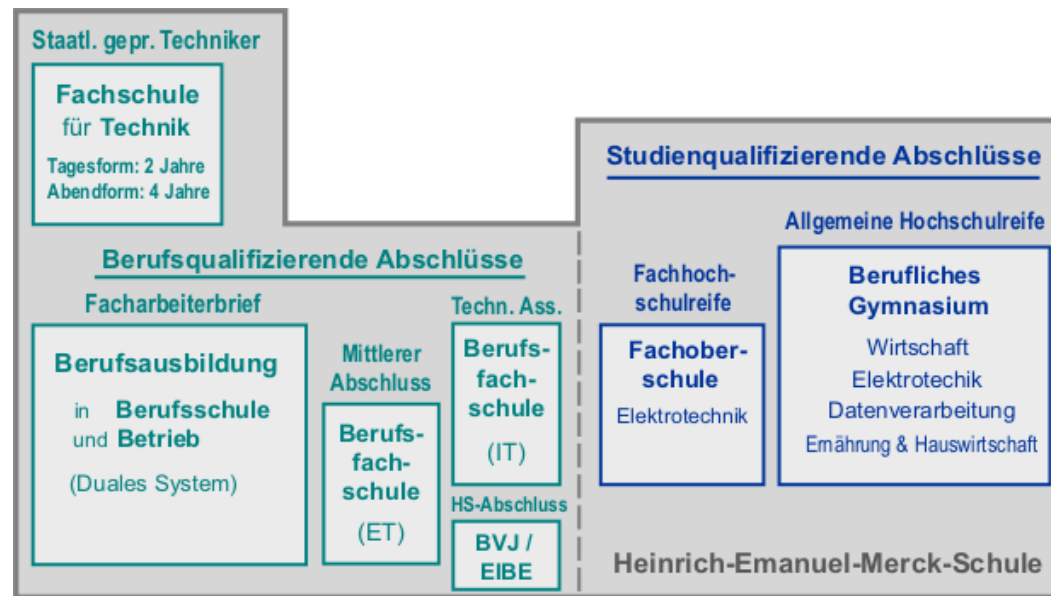 Staatl. gepr. Techniker
Fachschule
für Technik
Tagesform: 2 Jahre
Abendform: 4 Jahre
Berufsqualifizierende Abschlüsse
Facharbeiterbrief
Berufsausbildung
in Berufsschule
und Betrieb
(Duales System)
Mittlerer
Abschluss
Berufs-
fach-
schule
(ET)
Techn. Ass.
Berufs-
fach-
schule
(IT)
HS-Abschluss
BVJ /
EIBE
Studienqualifizierende Abschlüsse
Fachhoch-
schulreife
Fachober-
schule
Elektrotechnik
Allgemeine Hochschulreife
Berufliches
Gymnasium
Wirtschaft
Elektrotechik
Datenverarbeitung
Ernährung & Hauswirtschaft
Heinrich-Emanuel-Merck-Schule